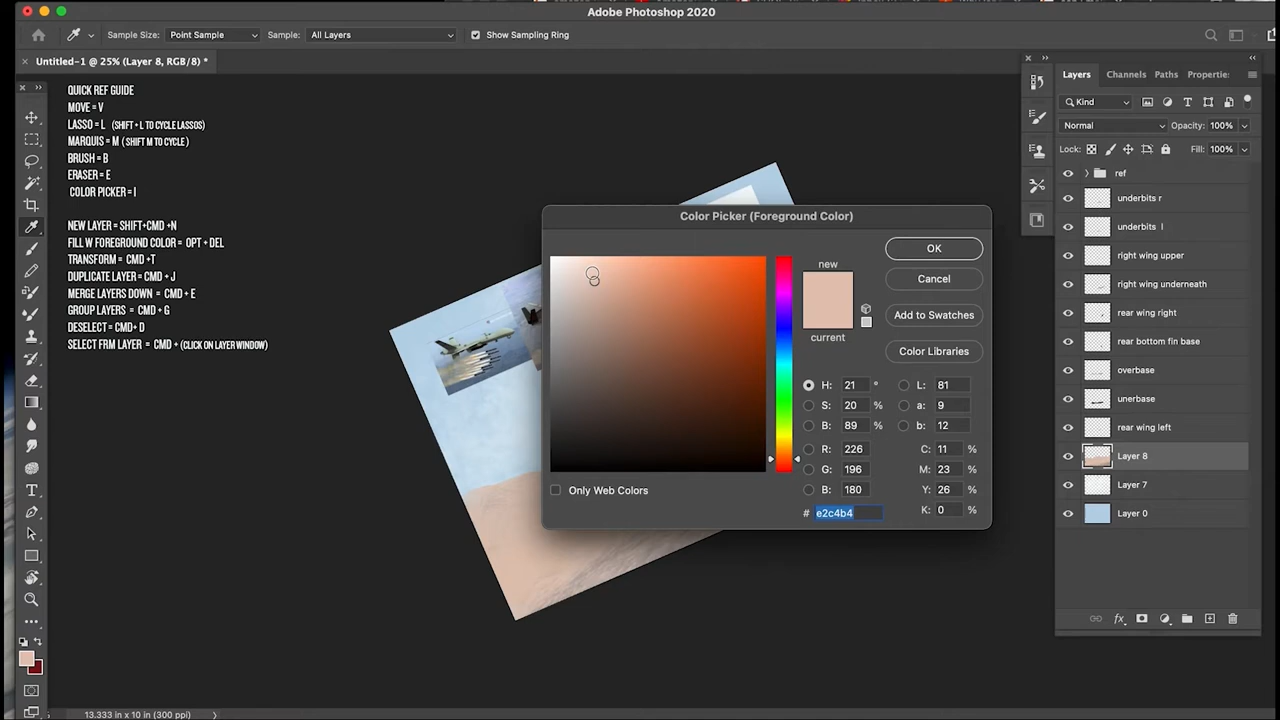 Adobe Photoshop 2020
Sample Size: Point Sample Sample: All Layers Show Sampling Ring
Untitled-1 @ 25% (Layer 8, RGB/8) *
QUICK REF GUIDE
MOVE = V
LASSO = L (SHIFT + L TO CYCLE LASSOS)
MARQUIS = M ( SHIFT M TO CYCLE )
BRUSH = B
ERASER = E
COLOR PICKER = I
NEW LAYER = SHIFT+CMD +N
FILL W FOREGROUND COLOR = OPT + DEL
TRANSFORM = CMD +T
DUPLICATE LAYER = CMD + J
MERGE LAYERS DOWN = CMD + E
GROUP LAYERS = CMD + G
DESELECT = CMD+ D
SELECT FRM LAYER = CMD + (CLICK ON LAYER WINDOW)
Color Picker (Foreground Color)
new
current
OK
Cancel
Add to Swatches
Color Libraries
H: 21 ° L: 81
S: 20 % a: 9
B: 89 % b: 12
R: 226 C: 11 %
G: 196 M: 23 %
B: 180 Y: 26 %
# e2c4b4 K: 0 %
Only Web Colors
Layers Channels Paths Propertie:
Kind
Normal Opacity: 100%
Lock: Fill: 100%
ref
underbits r
underbits l
right wing upper
right wing underneath
rear wing right
rear bottom fin base
overbase
unerbase
rear wing left
Layer 8
Layer 7
Layer 0
fx
13.333 in x 10 in (300 ppi)